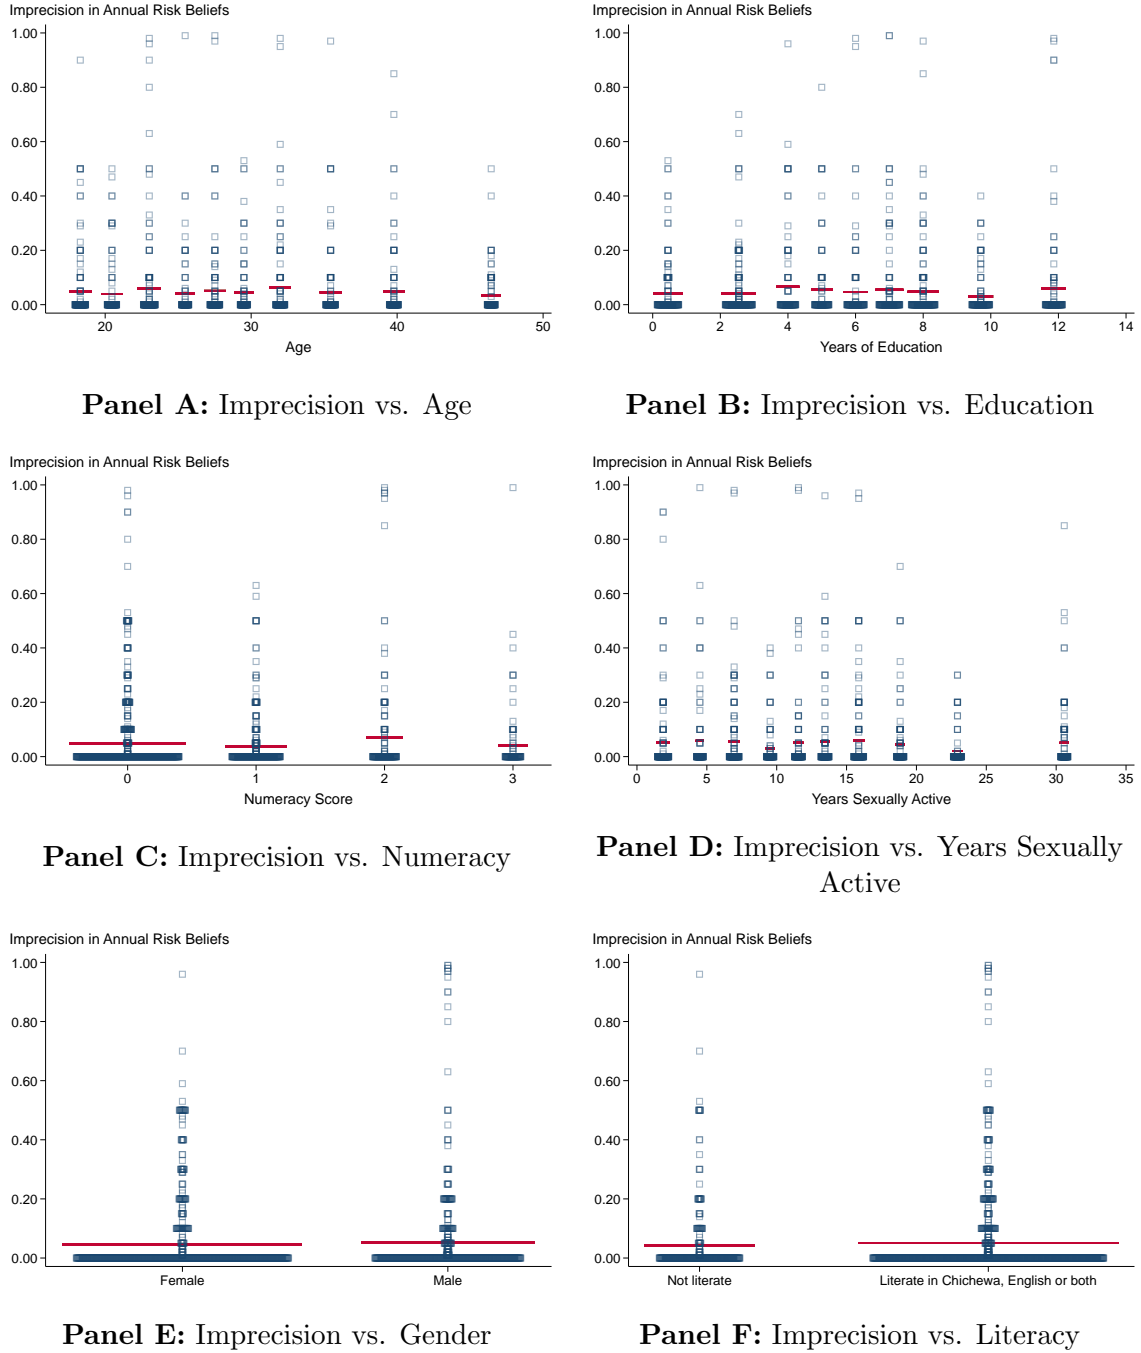 Imprecision in Annual Risk Beliefs
1.00
0.80
0.60
0.40
0.20
0.00
20 30 40 50
Age
Panel A: Imprecision vs. Age
Imprecision in Annual Risk Beliefs
1.00
0.80
0.60
0.40
0.20
0.00
0 2 4 6 8 10 12 14
Years of Education
Panel B: Imprecision vs. Education
Imprecision in Annual Risk Beliefs
1.00
0.80
0.60
0.40
0.20
0.00
0 1 2 3
Numeracy Score
Panel C: Imprecision vs. Numeracy
Imprecision in Annual Risk Beliefs
1.00
0.80
0.60
0.40
0.20
0.00
0 5 10 15 20 25 30 35
Years Sexually Active
Panel D: Imprecision vs. Years Sexually
Active
Imprecision in Annual Risk Beliefs
1.00
0.80
0.60
0.40
0.20
0.00
Female Male
Panel E: Imprecision vs. Gender
Imprecision in Annual Risk Beliefs
1.00
0.80
0.60
0.40
0.20
0.00
Not literate Literate in Chichewa, English or both
Panel F: Imprecision vs. Literacy